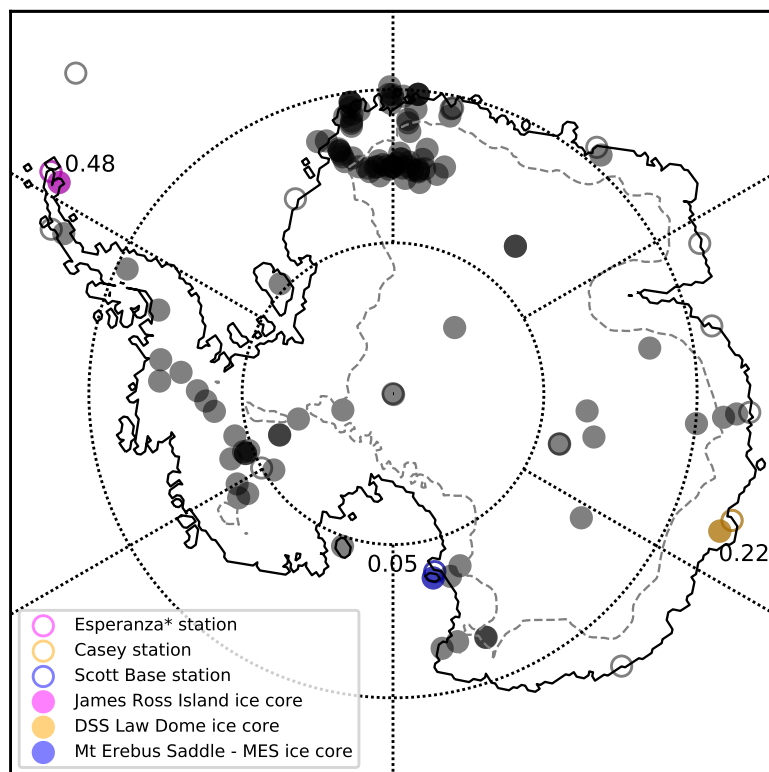 0.48
0.05
0.22
Esperanza* station
Casey station
Scott Base station
James Ross Island ice core
DSS Law Dome ice core
Mt Erebus Saddle - MES ice core